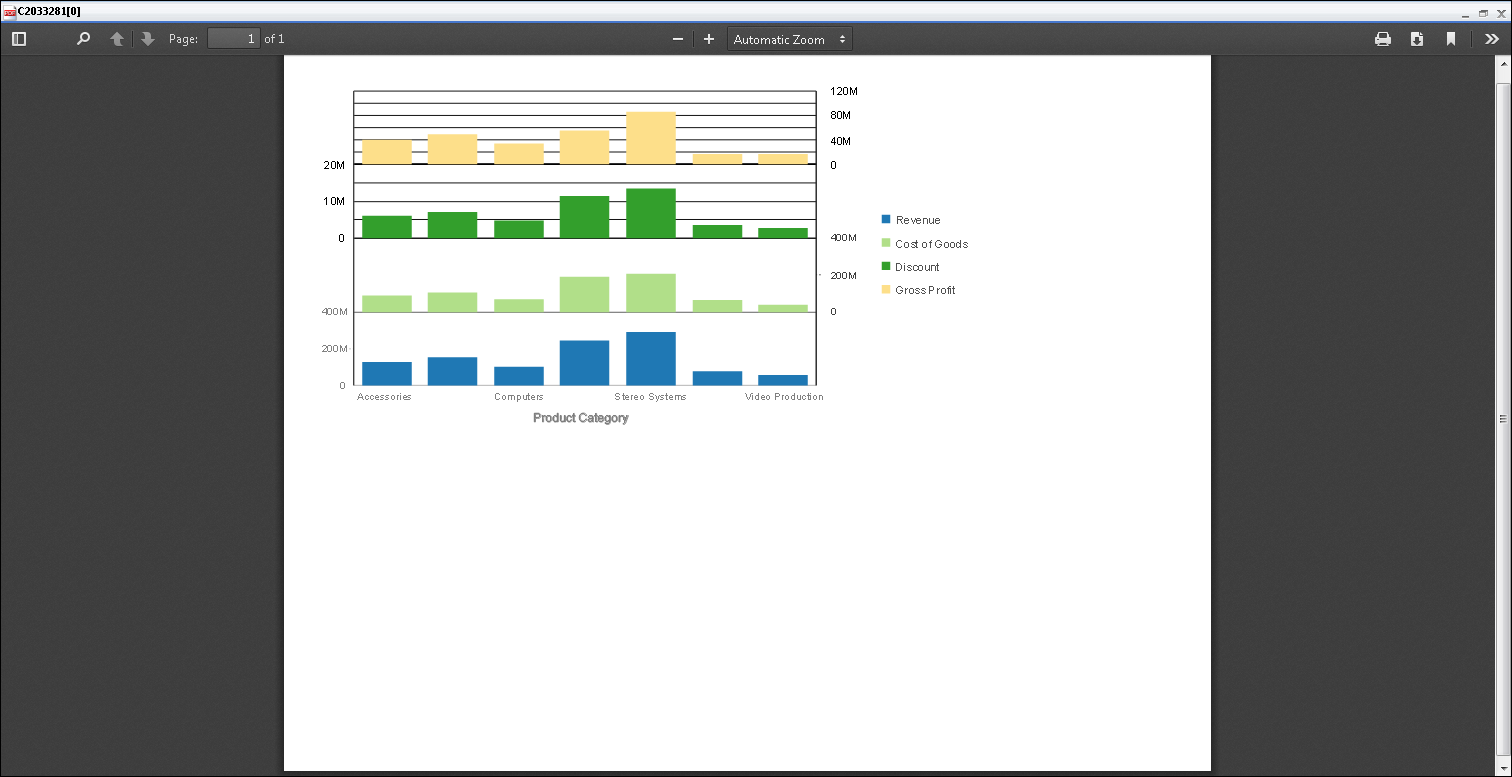 C2033281[0]
Page: 1 of 1
Automatic Zoom
120M
80M
40M
20M 0
10M
Revenue
0 400M
Cost of Goods
Discount
200M
Gross Profit
400M 0
200M
0
Accessories Computers Stereo Systems Video Production
Product Category